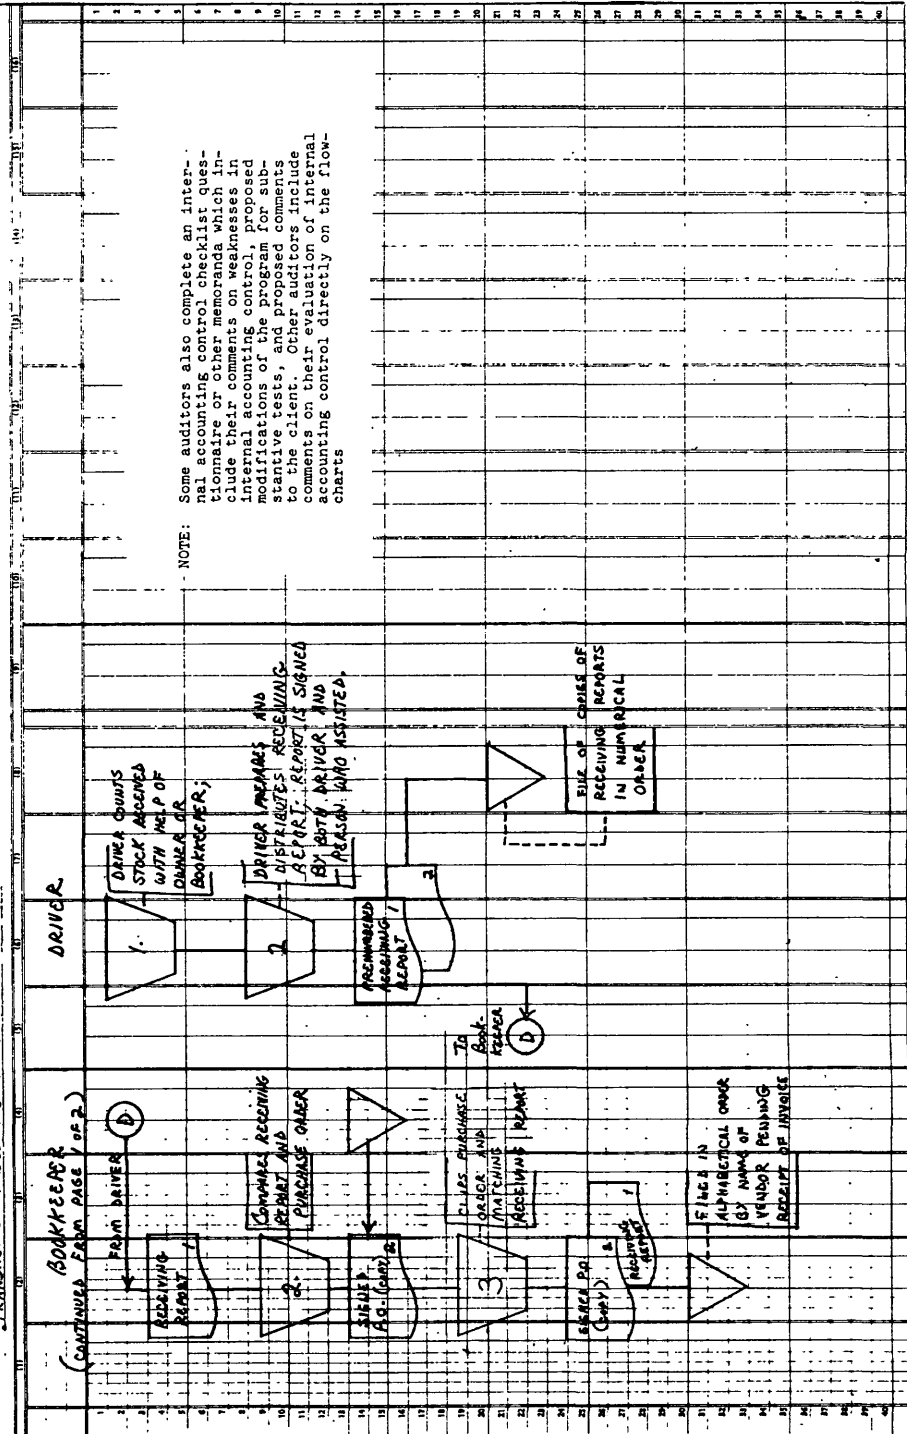 BOOKKEEPER
(CONTINUED FROM PAGE 1 OF 2)
FROM DRIVER
D
RECEIVING
REPORT
1
2.
COMPARES RECEIVING
REPORT AND
PURCHASE ORDER
SIGNED
P.O. (COPY)
2
3
CLIPS PURCHASE
ORDER AND
MATCHING
RECEIVING REPORT
SIGNED P.O.
(COPY)
2
RECEIVING
REPORT
1
FILED IN
ALPHABETICAL ORDER
BY NAME OF
VENDOR PENDING
RECEIPT OF INVOICE
DRIVER
1.
DRIVER COUNTS
STOCK RECEIVED
WITH HELP OF
OWNER OR
BOOKKEEPER;
2
DRIVER PREPARES AND
DISTRIBUTES RECEIVING
REPORT. REPORT IS SIGNED
BY BOTH DRIVER AND
PERSON WHO ASSISTED.
PRENUMBERED
RECEIVING
REPORT
1
2
TO
BOOK-
KEEPER
D
FILE OF COPIES OF
RECEIVING REPORTS
IN NUMERICAL
ORDER
NOTE: Some auditors also complete an inter-
nal accounting control checklist ques-
tionnaire or other memoranda which in-
clude their comments on weaknesses in
internal accounting control, proposed
modifications of the program for sub-
stantive tests, and proposed comments
to the client. Other auditors include
comments on their evaluation of internal
accounting control directly on the flow-
charts